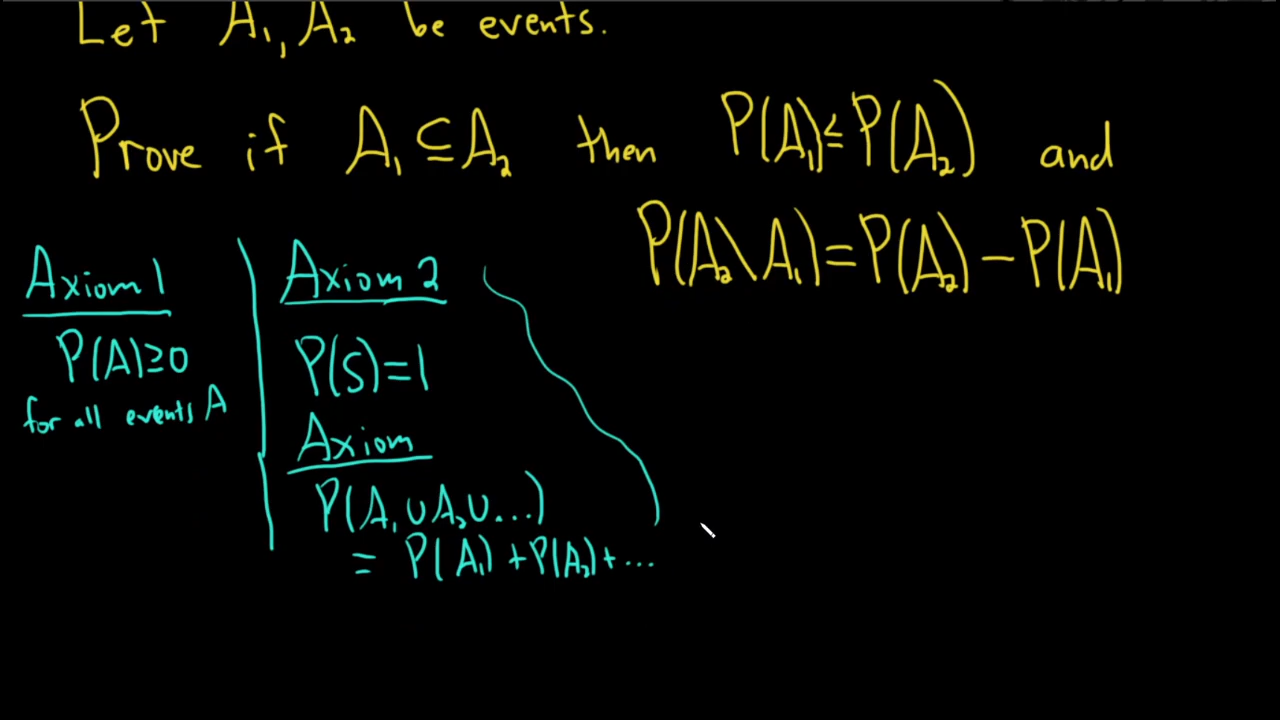 Let A₁, A₂ be events.
Prove if A₁ ⊆ A₂ then P(A₁) ≤ P(A₂) and
P(A₂ \ A₁) = P(A₂) − P(A₁)
Axiom 1
P(A) ≥ 0
for all events A
Axiom 2
P(S) = 1
Axiom
P(A₁ ∪ A₂ ∪ ...)
= P(A₁) + P(A₂) + ...